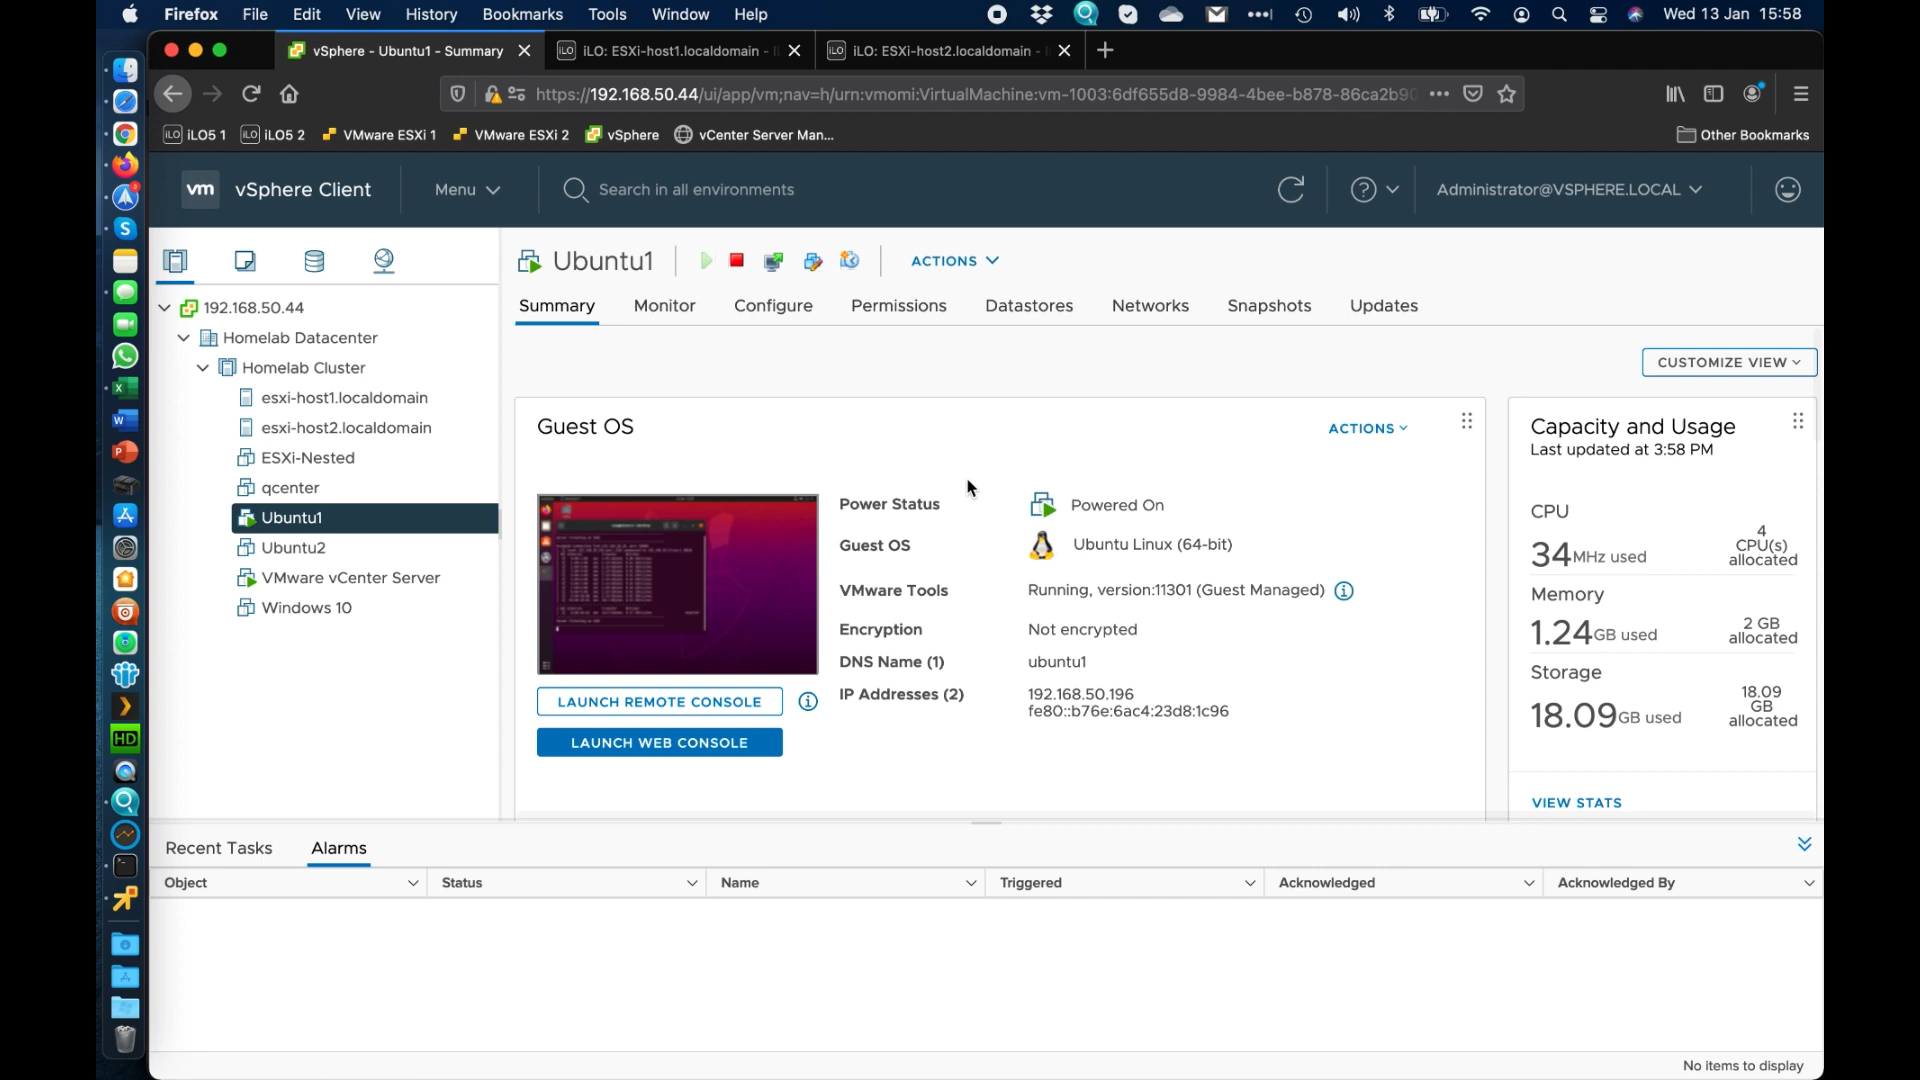 Firefox File Edit View History Bookmarks Tools Window Help Wed 13 Jan 15:58
vSphere - Ubuntu1 - Summary iLO: ESXi-host1.localdomain - iLO: ESXi-host2.localdomain -
https://192.168.50.44/ui/app/vm;nav=h/urn:vmomi:VirtualMachine:vm-1003:6df655d8-9984-4bee-b878-86ca2b90
iLO5 1 iLO5 2 VMware ESXi 1 VMware ESXi 2 vSphere vCenter Server Man... Other Bookmarks
vm vSphere Client Menu Search in all environments Administrator@VSPHERE.LOCAL
192.168.50.44
Homelab Datacenter
Homelab Cluster
esxi-host1.localdomain
esxi-host2.localdomain
ESXi-Nested
qcenter
Ubuntu1
Ubuntu2
VMware vCenter Server
Windows 10
Ubuntu1 ACTIONS
Summary Monitor Configure Permissions Datastores Networks Snapshots Updates
CUSTOMIZE VIEW
Guest OS ACTIONS
Power Status Powered On
Guest OS Ubuntu Linux (64-bit)
VMware Tools Running, version:11301 (Guest Managed)
Encryption Not encrypted
DNS Name (1) ubuntu1
IP Addresses (2) 192.168.50.196
fe80::b76e:6ac4:23d8:1c96
LAUNCH REMOTE CONSOLE
LAUNCH WEB CONSOLE
Capacity and Usage
Last updated at 3:58 PM
CPU
34 MHz used 4 CPU(s) allocated
Memory
1.24 GB used 2 GB allocated
Storage
18.09 GB used 18.09 GB allocated
VIEW STATS
Recent Tasks Alarms
Object Status Name Triggered Acknowledged Acknowledged By
No items to display